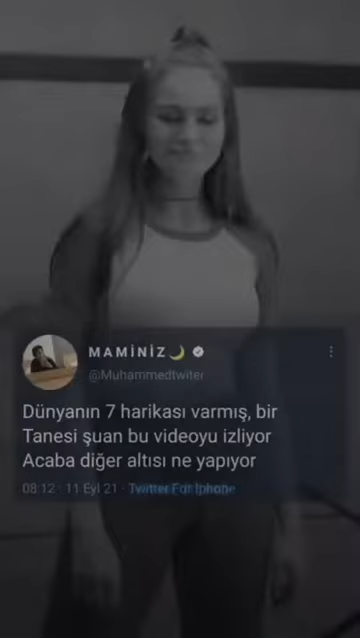 MAMİNİZ🌙
@Muhammedtwiter
Dünyanın 7 harikası varmış, bir
Tanesi şuan bu videoyu izliyor
Acaba diğer altısı ne yapıyor
08:12 · 11 Eyl 21 · Twitter For Iphone